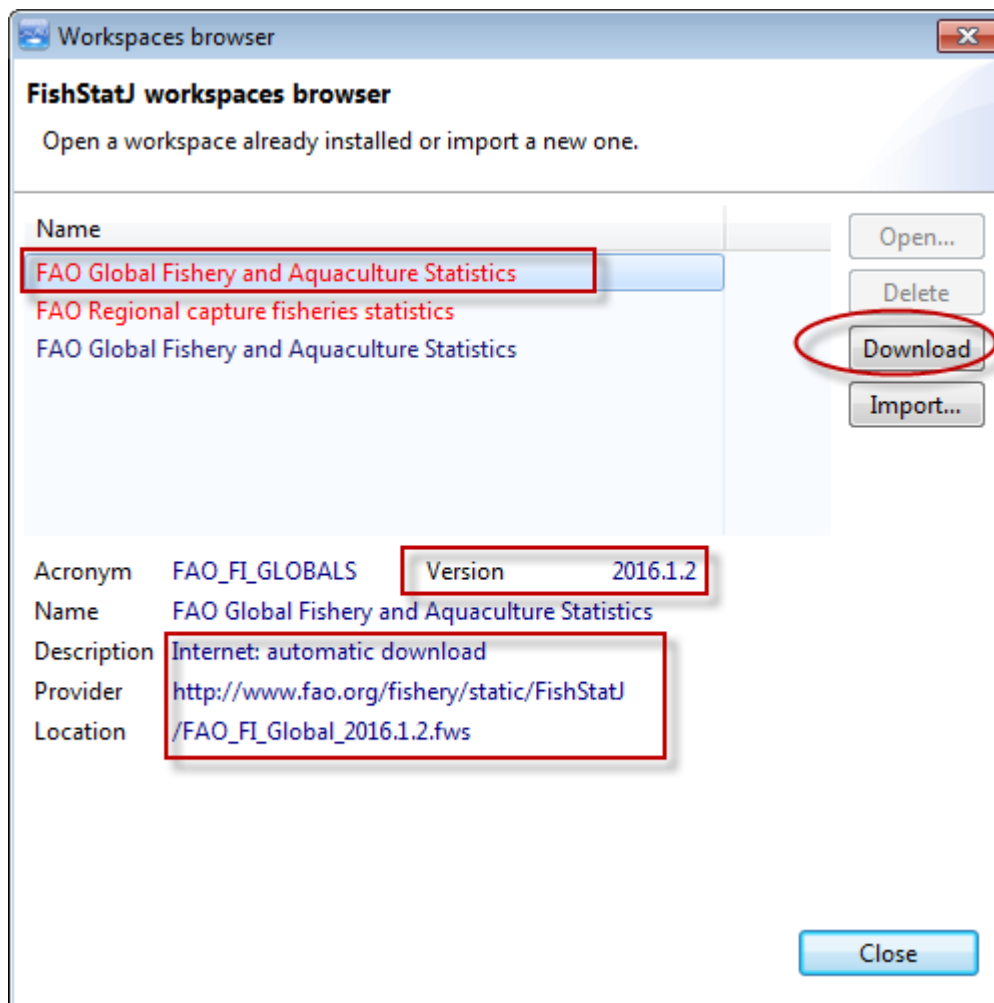 Workspaces browser
FishStatJ workspaces browser
Open a workspace already installed or import a new one.
Name
Open...
FAO Global Fishery and Aquaculture Statistics
Delete
FAO Regional capture fisheries statistics
FAO Global Fishery and Aquaculture Statistics
Download
Import...
Acronym FAO_FI_GLOBALS Version 2016.1.2
Name FAO Global Fishery and Aquaculture Statistics
Description Internet: automatic download
Provider http://www.fao.org/fishery/static/FishStatJ
Location /FAO_FI_Global_2016.1.2.fws
Close